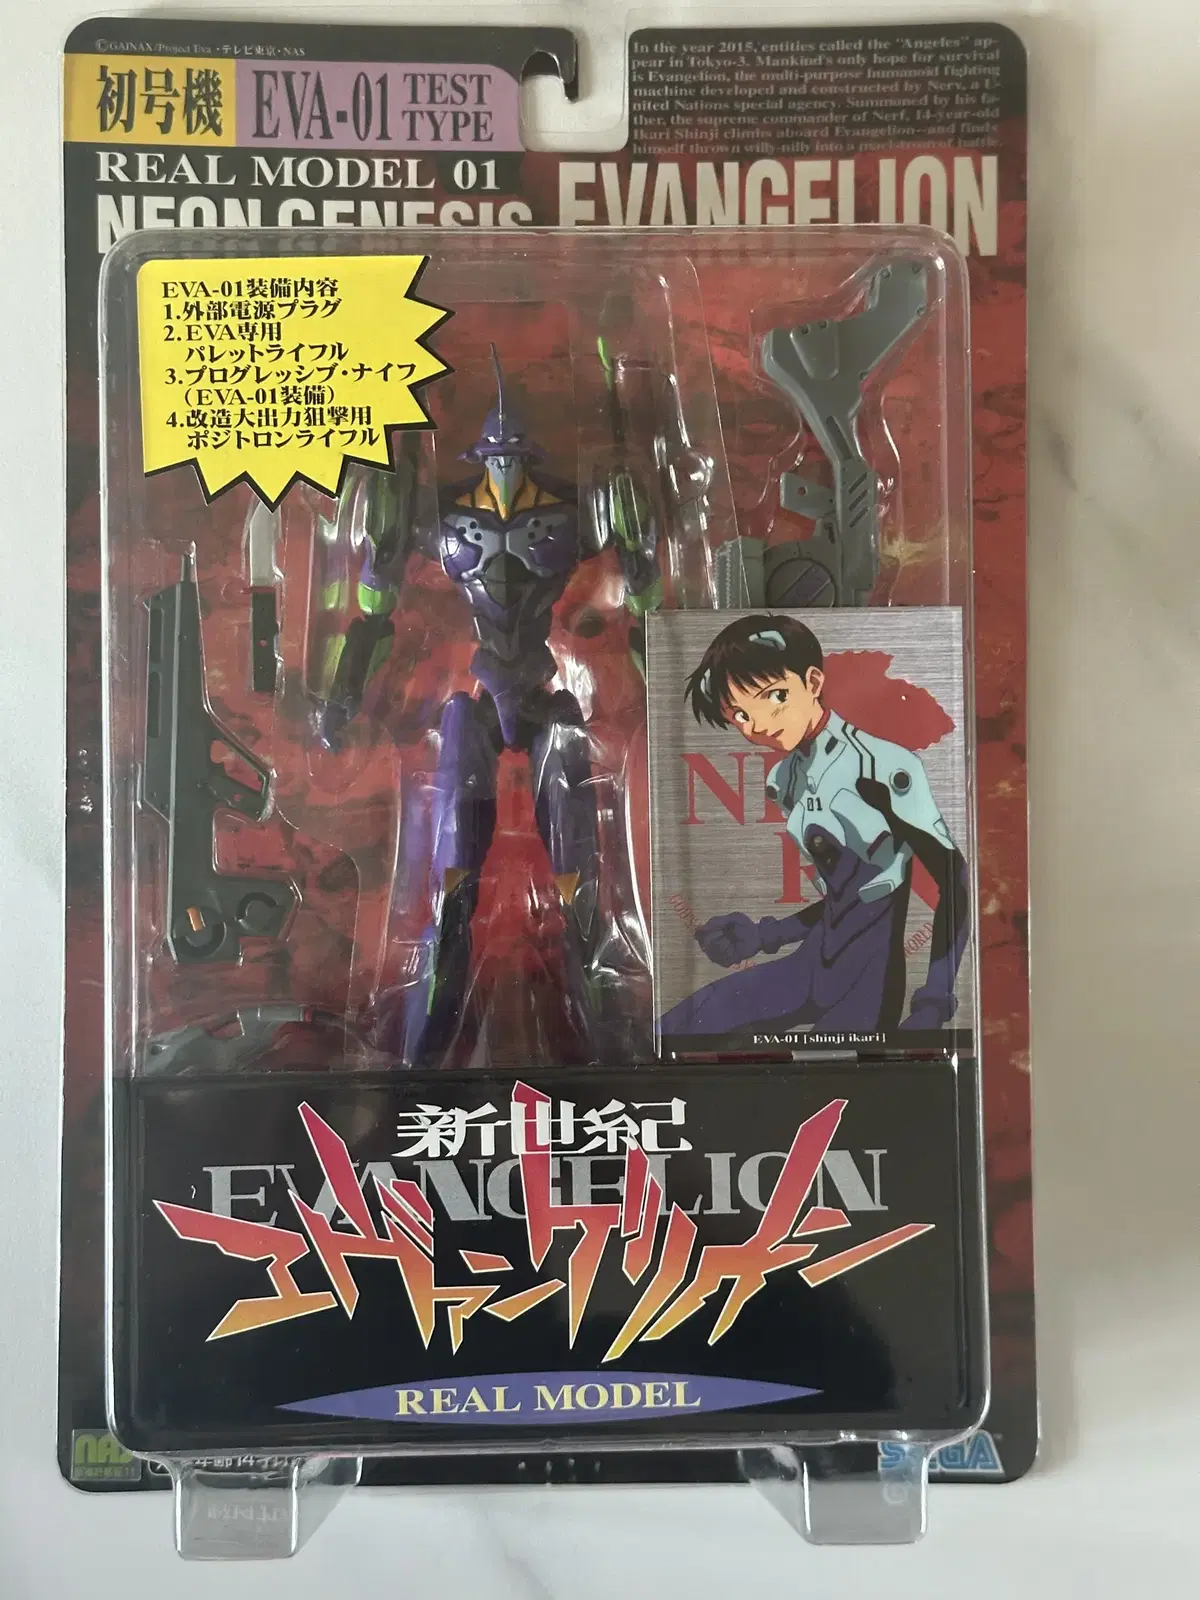 ©GAINAX/Project Eva・テレビ東京・NAS
初号機
EVA-01 TEST TYPE
REAL MODEL 01
NEON GENESIS EVANGELION
In the year 2015, entities called the "Angeles" ap-
pear in Tokyo-3. Mankind's only hope for survival
is Evangelion, the multi-purpose humanoid fighting
machine developed and constructed by Nerv, a U-
nited Nations special agency. Summoned by his fa-
ther, the supreme commander of Nerf, 14-year-old
Ikari Shinji climbs aboard Evangelion—and finds
himself thrown willy-nilly into a mael-trom of battle.
EVA-01装備内容
1.外部電源プラグ
2.EVA専用
パレットライフル
3.プログレッシブ・ナイフ
(EVA-01装備)
4.改造大出力狙撃用
ポジトロンライフル
01
EVA-01 [shinji ikari]
新世紀
EVANGELION
エヴァンゲリオン
REAL MODEL
NAS
SEGA